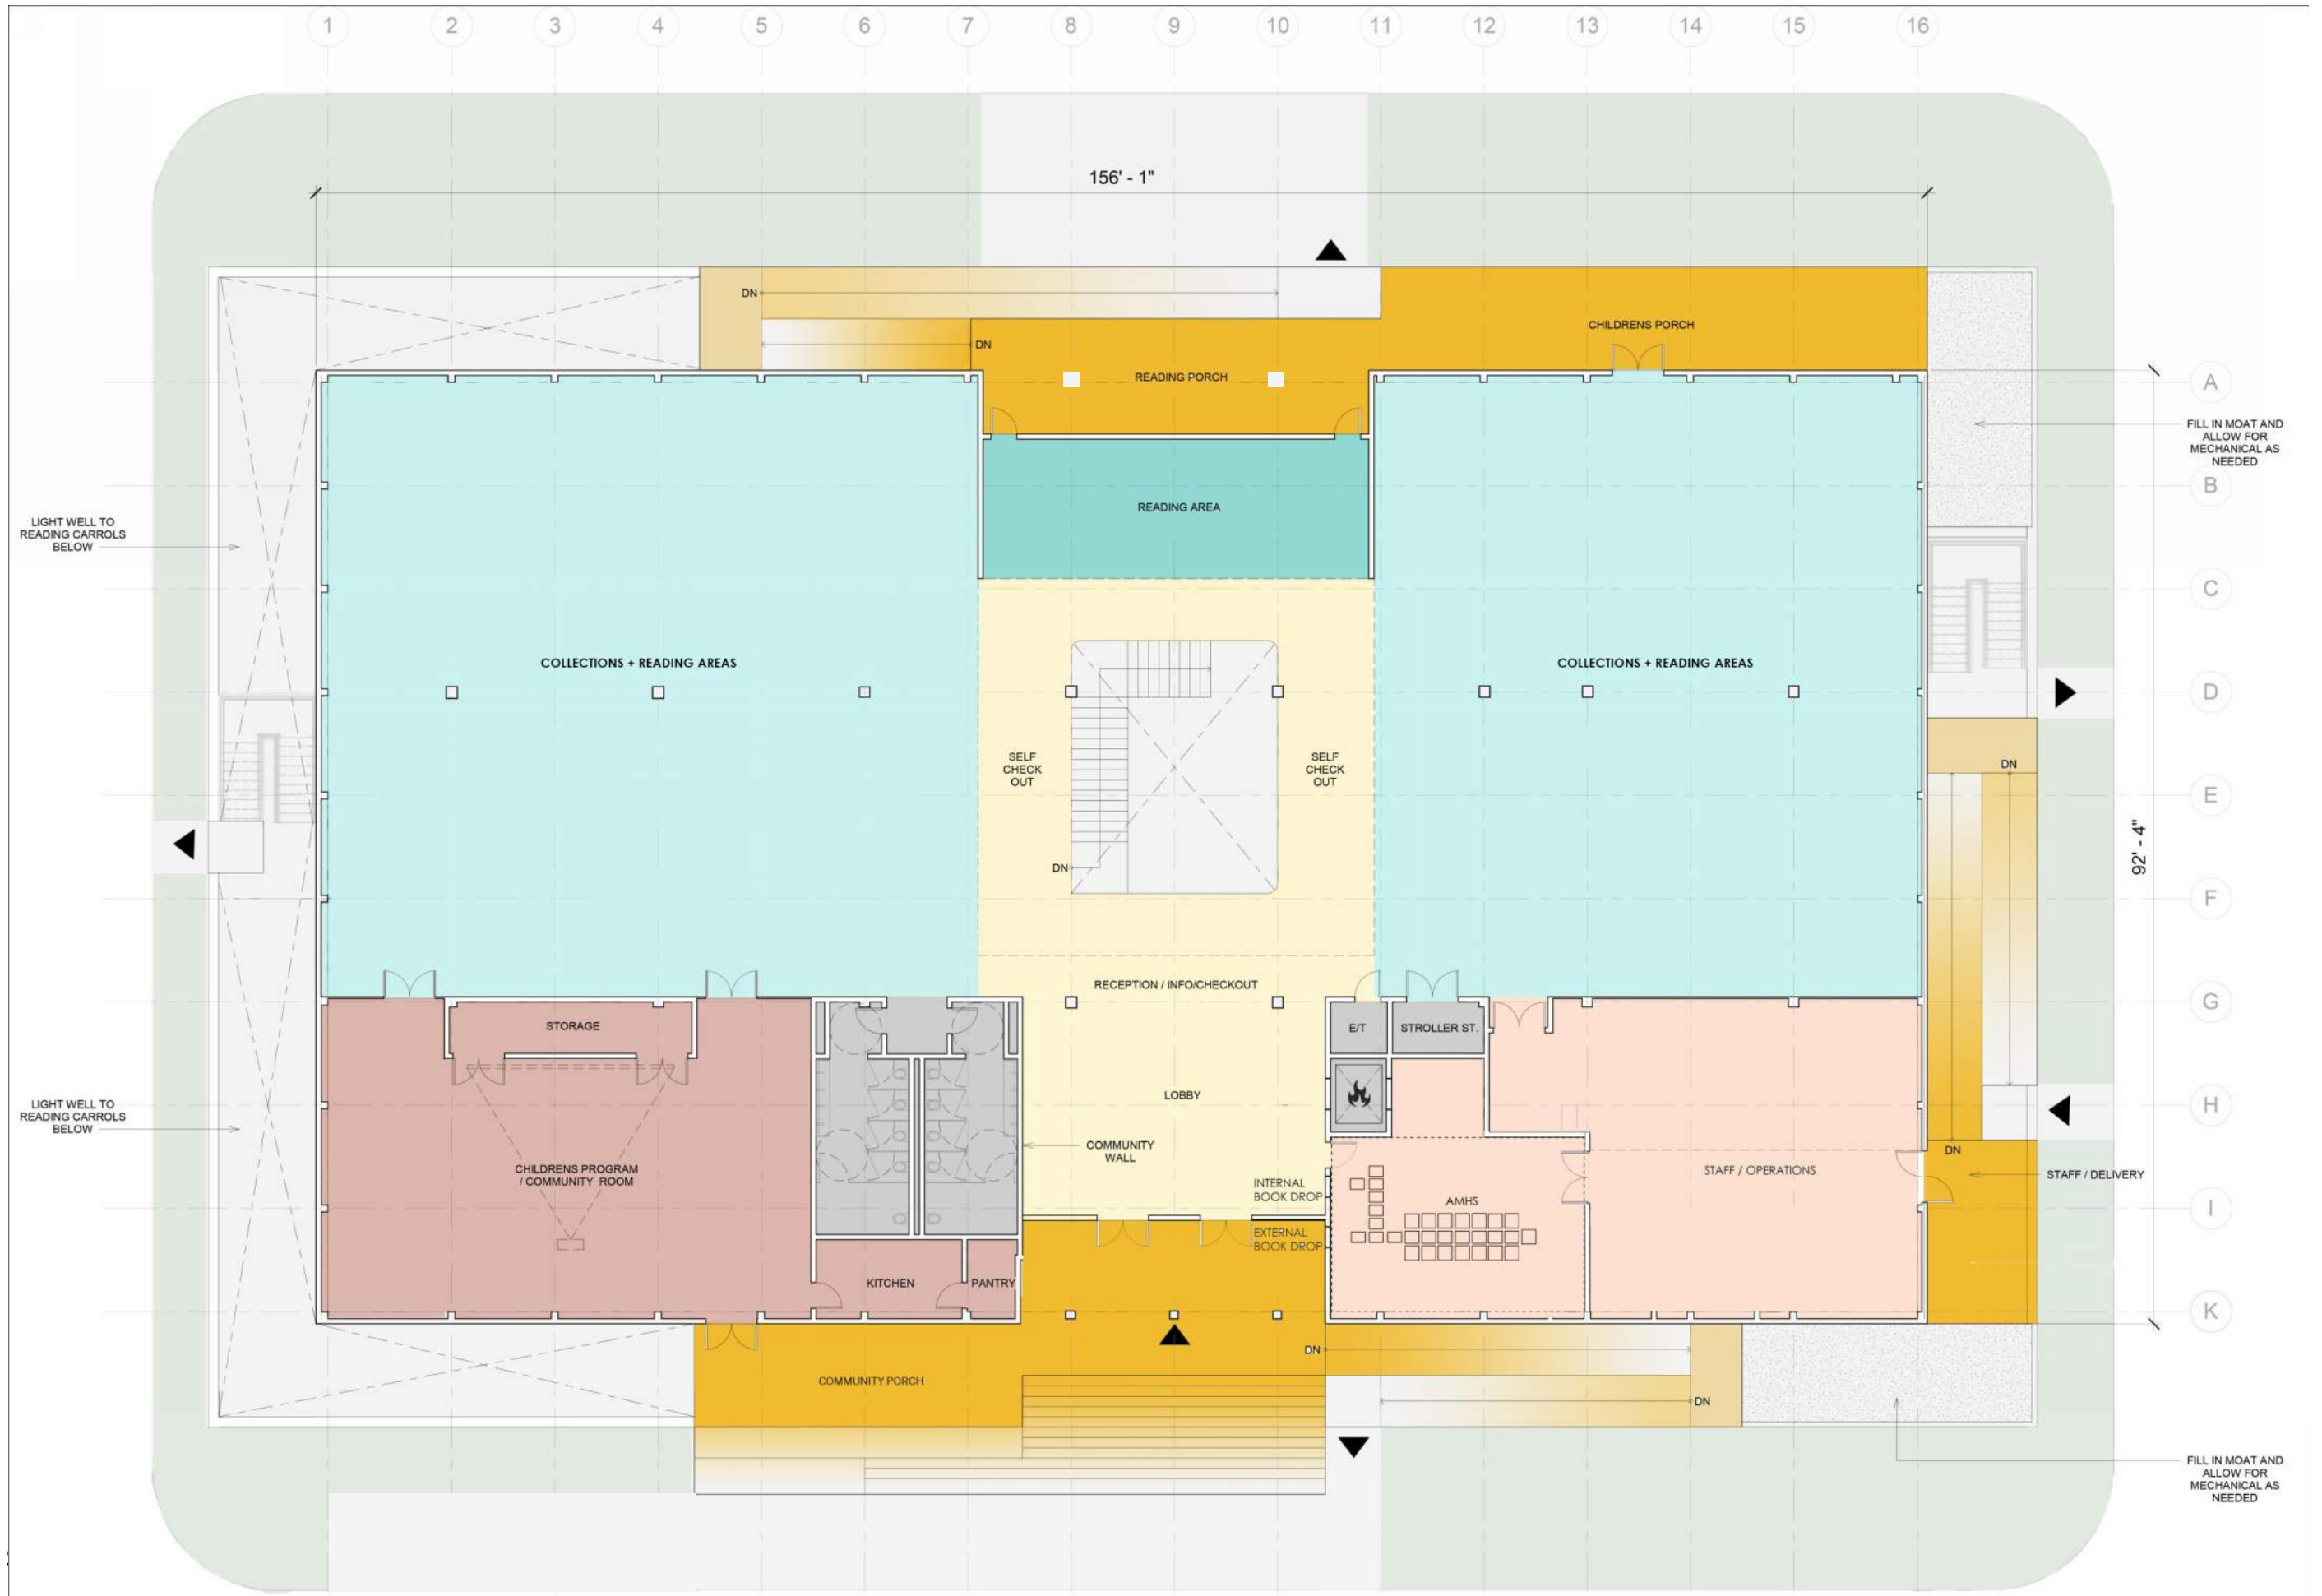 1 2 3 4 5 6 7 8 9 10 11 12 13 14 15 16
156' - 1"
DN
CHILDRENS PORCH
DN
READING PORCH
A
FILL IN MOAT AND
ALLOW FOR
MECHANICAL AS
NEEDED
B
READING AREA
LIGHT WELL TO
READING CARROLS
BELOW
C
COLLECTIONS + READING AREAS
COLLECTIONS + READING AREAS
D
SELF
CHECK
OUT
SELF
CHECK
OUT
DN
E
92' - 4"
DN
F
RECEPTION / INFO/CHECKOUT
G
STORAGE
E/T
STROLLER ST.
LOBBY
H
LIGHT WELL TO
READING CARROLS
BELOW
COMMUNITY
WALL
DN
CHILDRENS PROGRAM
/ COMMUNITY ROOM
STAFF / OPERATIONS
STAFF / DELIVERY
INTERNAL
BOOK DROP
AMHS
I
EXTERNAL
BOOK DROP
KITCHEN
PANTRY
K
DN
COMMUNITY PORCH
DN
FILL IN MOAT AND
ALLOW FOR
MECHANICAL AS
NEEDED